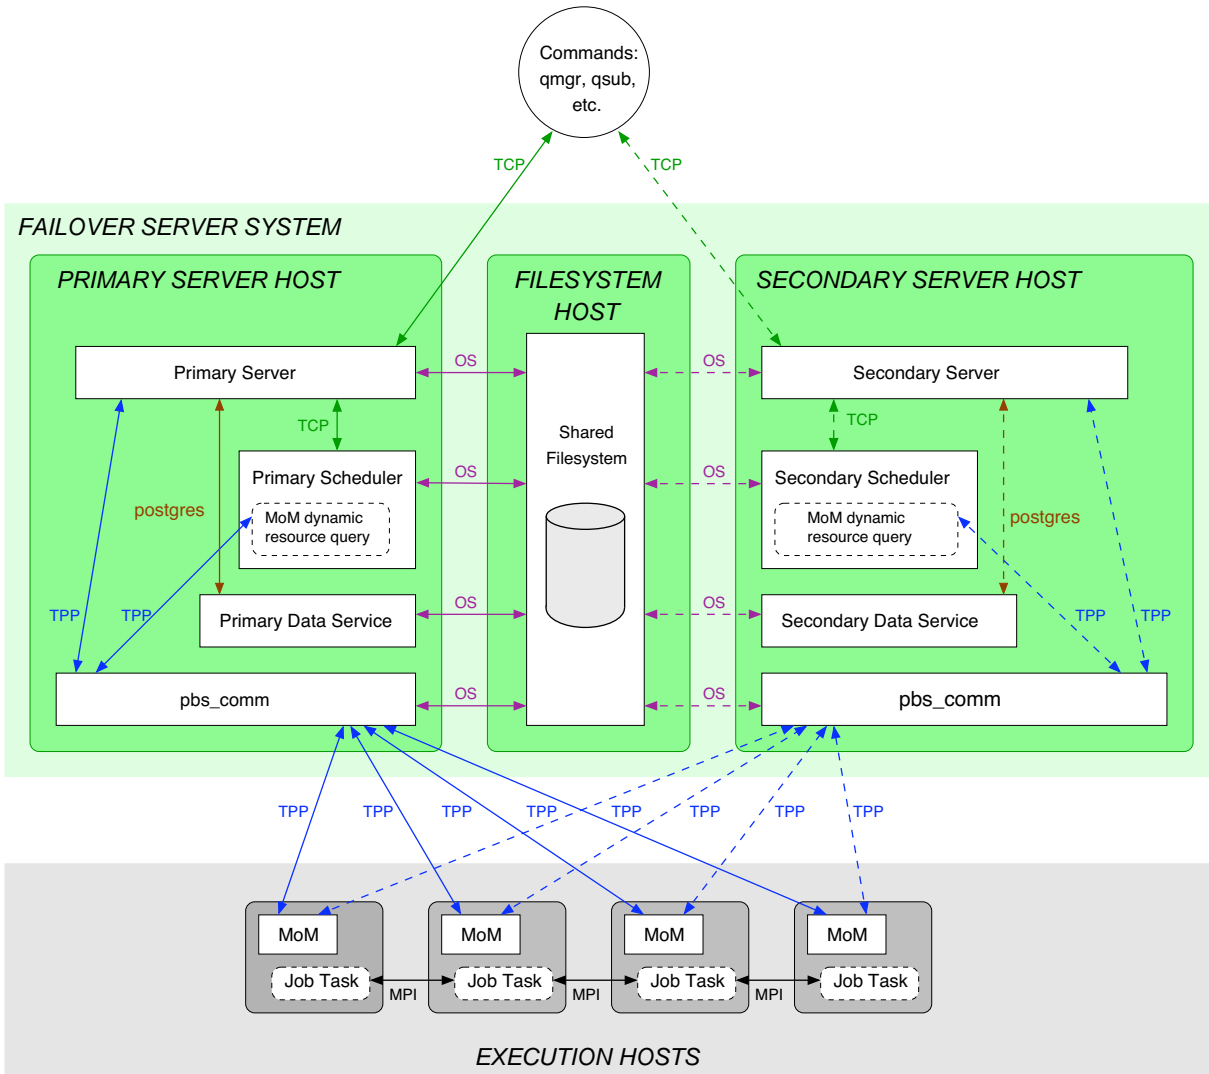 Commands:
qmgr, qsub,
etc.
TCP
TCP
FAILOVER SERVER SYSTEM
PRIMARY SERVER HOST
FILESYSTEM
HOST
SECONDARY SERVER HOST
Primary Server
OS
OS
Secondary Server
TCP
TCP
Shared
Filesystem
Primary Scheduler
OS
OS
Secondary Scheduler
postgres
MoM dynamic
resource query
MoM dynamic
resource query
postgres
TPP
TPP
Primary Data Service
OS
OS
Secondary Data Service
TPP
TPP
pbs_comm
OS
OS
pbs_comm
TPP
TPP
TPP
TPP
TPP
TPP
TPP
TPP
MoM
MoM
MoM
MoM
Job Task
MPI
Job Task
MPI
Job Task
MPI
Job Task
EXECUTION HOSTS